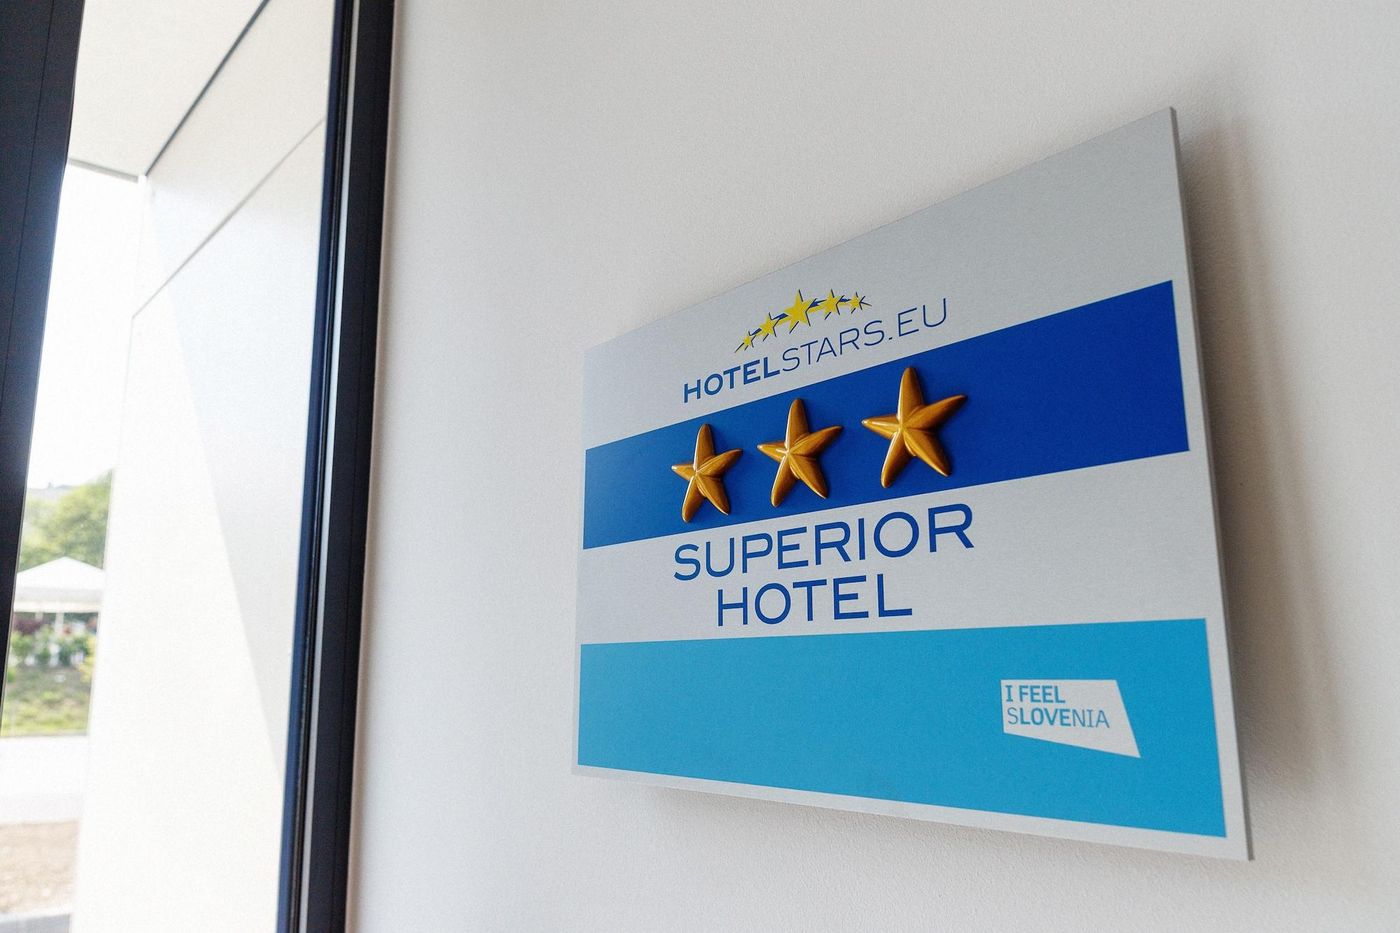 HOTELSTARS.EU
SUPERIOR
HOTEL
I FEEL
SLOVENIA